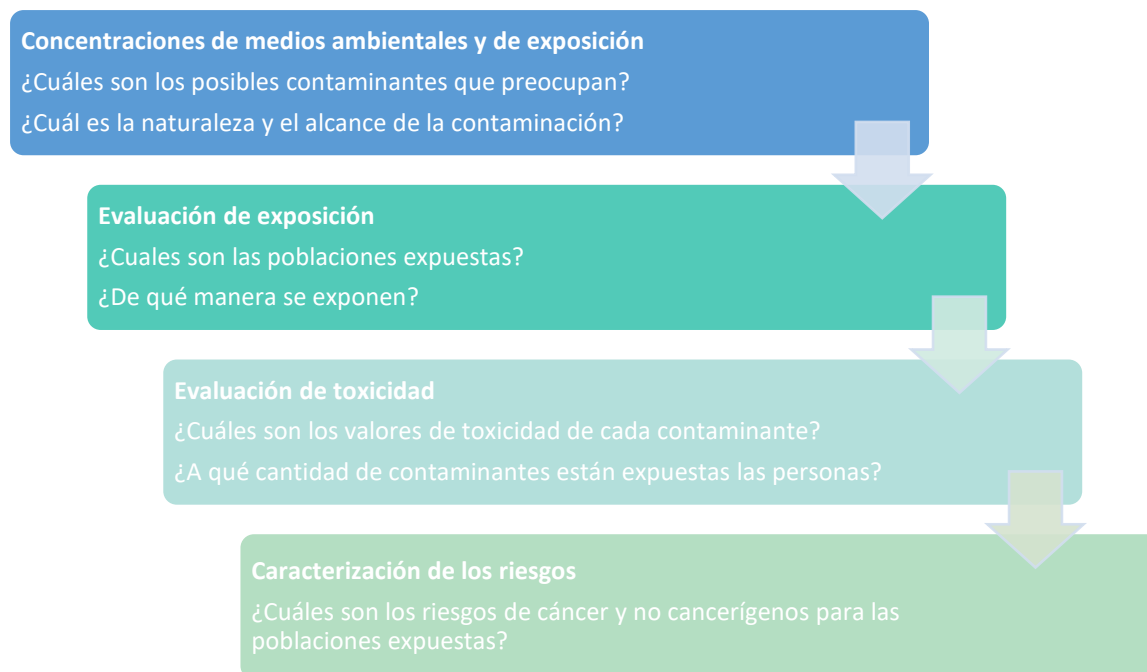 Concentraciones de medios ambientales y de exposición
¿Cuáles son los posibles contaminantes que preocupan?
¿Cuál es la naturaleza y el alcance de la contaminación?
Evaluación de exposición
¿Cuales son las poblaciones expuestas?
¿De qué manera se exponen?
Evaluación de toxicidad
¿Cuáles son los valores de toxicidad de cada contaminante?
¿A qué cantidad de contaminantes están expuestas las personas?
Caracterización de los riesgos
¿Cuáles son los riesgos de cáncer y no cancerígenos para las
poblaciones expuestas?